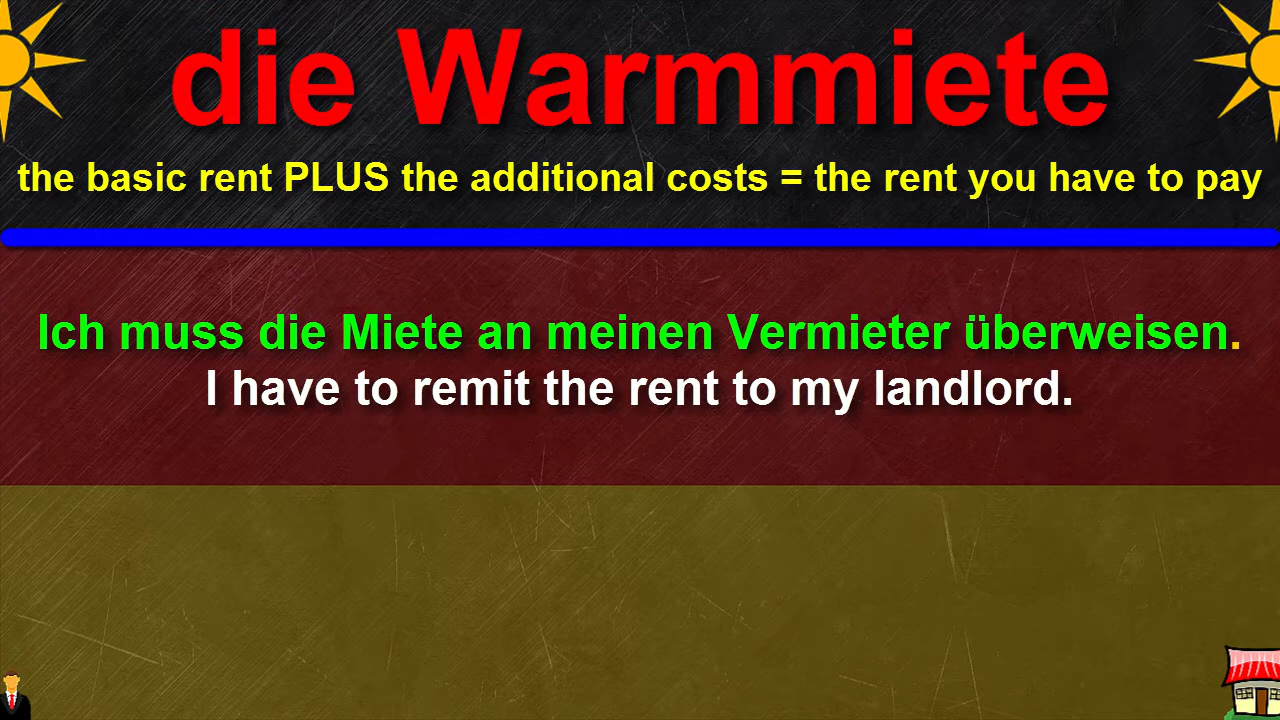 die Warmmiete
the basic rent PLUS the additional costs = the rent you have to pay
Ich muss die Miete an meinen Vermieter überweisen.
I have to remit the rent to my landlord.